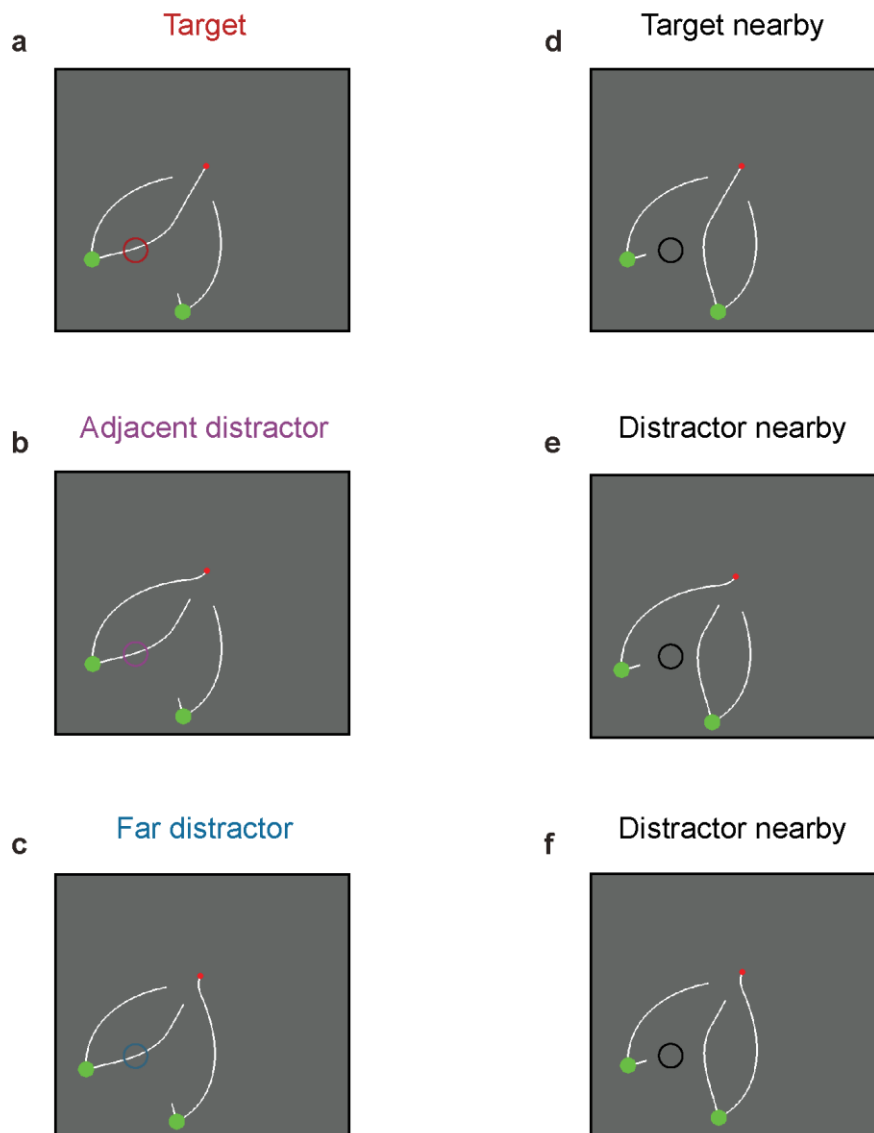 a
Target
d
Target nearby
b
Adjacent distractor
e
Distractor nearby
c
Far distractor
f
Distractor nearby